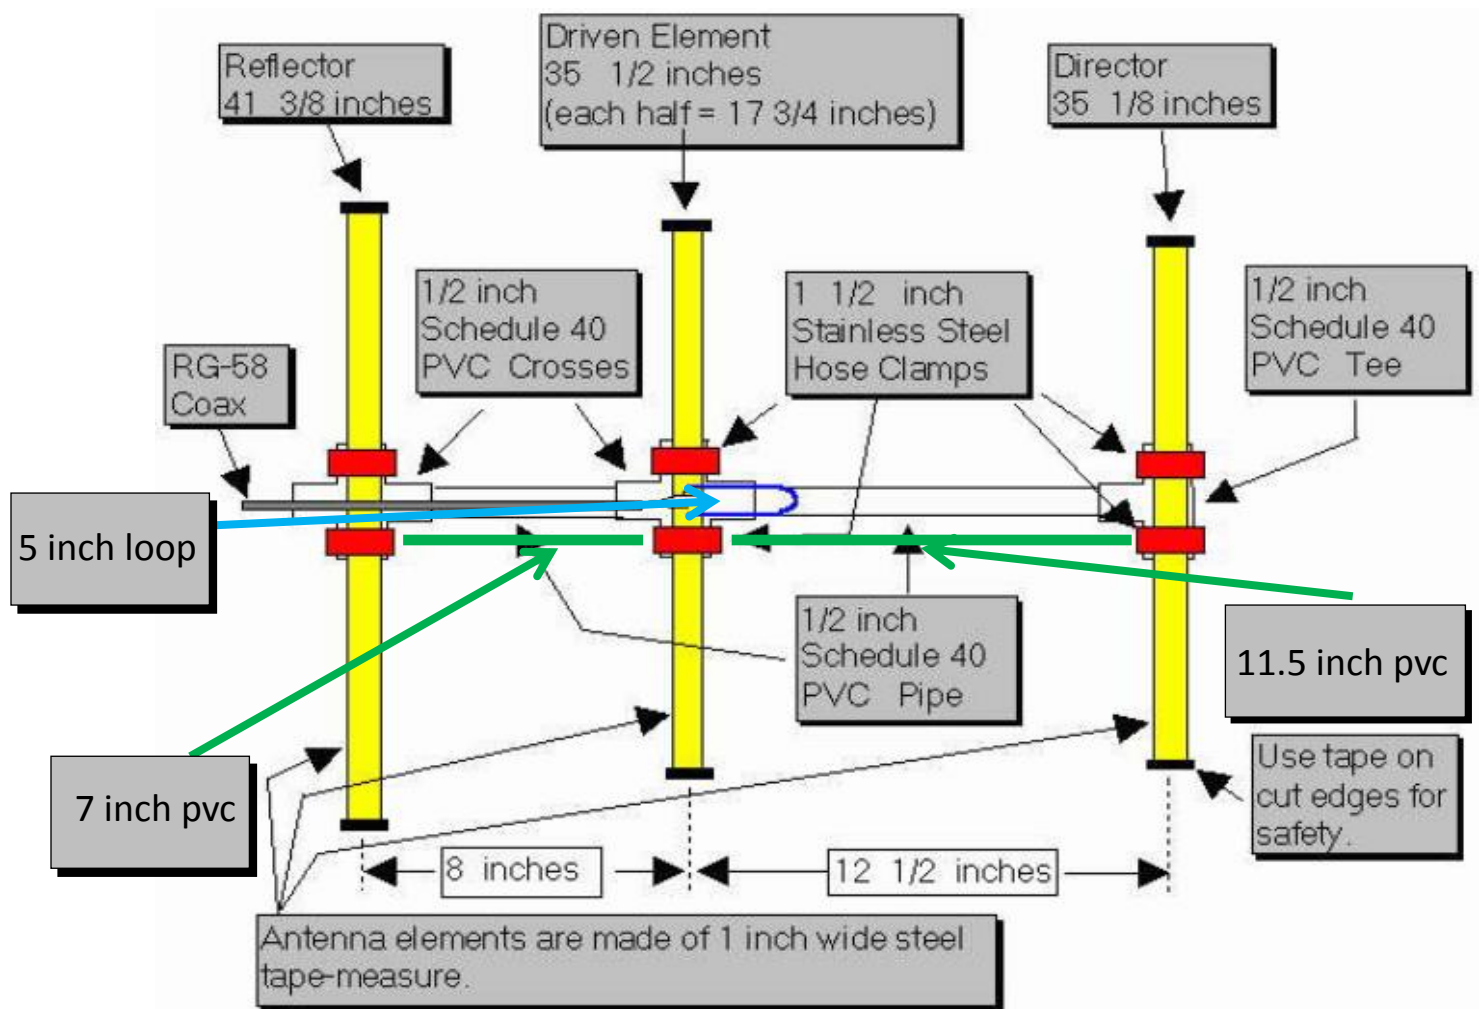 Reflector
41 3/8 inches
Driven Element
35 1/2 inches
(each half = 17 3/4 inches)
Director
35 1/8 inches
1/2 inch
Schedule 40
PVC Crosses
1 1/2 inch
Stainless Steel
Hose Clamps
1/2 inch
Schedule 40
PVC Tee
RG-58
Coax
5 inch loop
1/2 inch
Schedule 40
PVC Pipe
11.5 inch pvc
7 inch pvc
Use tape on
cut edges for
safety.
8 inches
12 1/2 inches
Antenna elements are made of 1 inch wide steel
tape-measure.